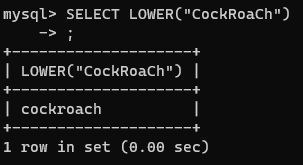 mysql> SELECT LOWER("CockRoaCh")
    -> ;
+--------------------+
| LOWER("CockRoaCh") |
+--------------------+
| cockroach          |
+--------------------+
1 row in set (0.00 sec)